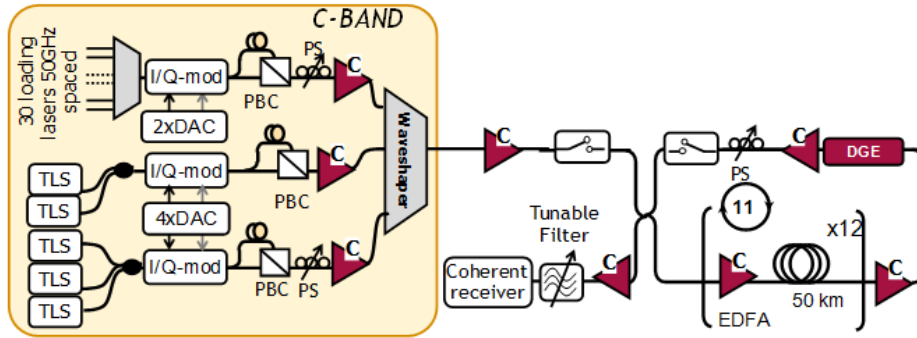 C-BAND
30 loading
lasers 50GHz
spaced
I/Q-mod
PBC
PS
C
2xDAC
TLS
TLS
I/Q-mod
PBC
C
4xDAC
TLS
TLS
TLS
I/Q-mod
PBC
PS
C
Waveshaper
C
PS
C
DGE
11
x12
Tunable
Filter
Coherent
receiver
C
C
EDFA
50 km
C